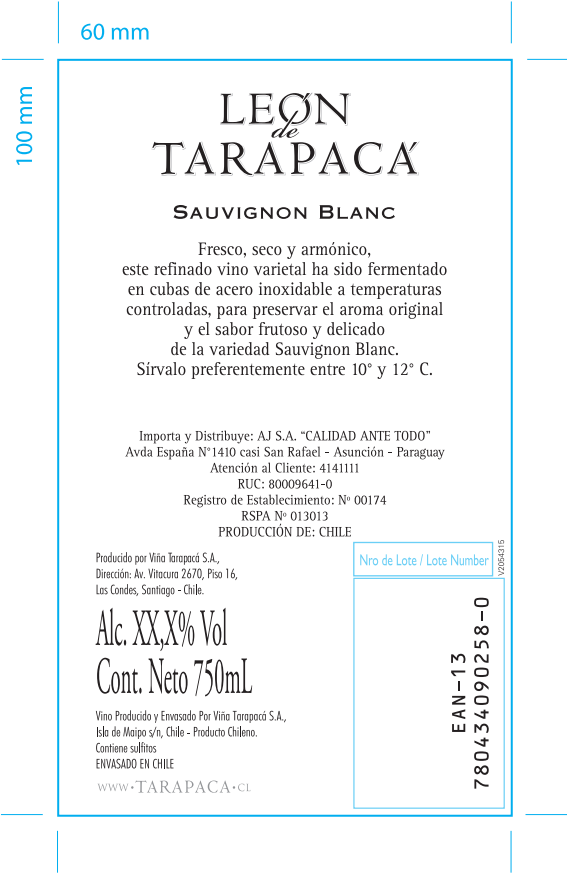 60 mm
100 mm
LEÓN
de
TARAPACÁ
SAUVIGNON BLANC
Fresco, seco y armónico,
este refinado vino varietal ha sido fermentado
en cubas de acero inoxidable a temperaturas
controladas, para preservar el aroma original
y el sabor frutoso y delicado
de la variedad Sauvignon Blanc.
Sírvalo preferentemente entre 10° y 12° C.
Importa y Distribuye: AJ S.A. “CALIDAD ANTE TODO”
Avda España N°1410 casi San Rafael - Asunción - Paraguay
Atención al Cliente: 4141111
RUC: 80009641-0
Registro de Establecimiento: Nº 00174
RSPA Nº 013013
PRODUCCIÓN DE: CHILE
Producido por Viña Tarapacá S.A.,
Dirección: Av. Vitacura 2670, Piso 16,
Las Condes, Santiago - Chile.
Alc. XX,X% Vol
Cont. Neto 750mL
Vino Producido y Envasado Por Viña Tarapacá S.A.,
Isla de Maipo s/n, Chile - Producto Chileno.
Contiene sulfitos
ENVASADO EN CHILE
WWW·TARAPACA·CL
Nro de Lote / Lote Number
V2054315
EAN-13
780434090258-0